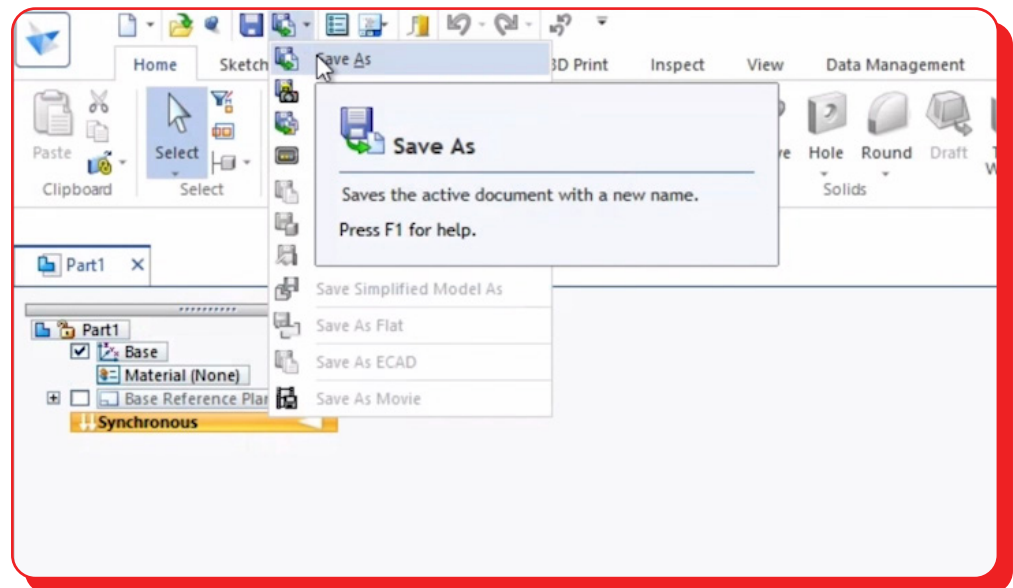 Save As
Home Sketch 3D Print Inspect View Data Management
Save As
Paste Select Hole Round Draft
Clipboard Select Solids
Saves the active document with a new name.
Press F1 for help.
Part1
Save Simplified Model As
Part1
Save As Flat
Base
Save As ECAD
Material (None)
Base Reference Plan
Save As Movie
Synchronous